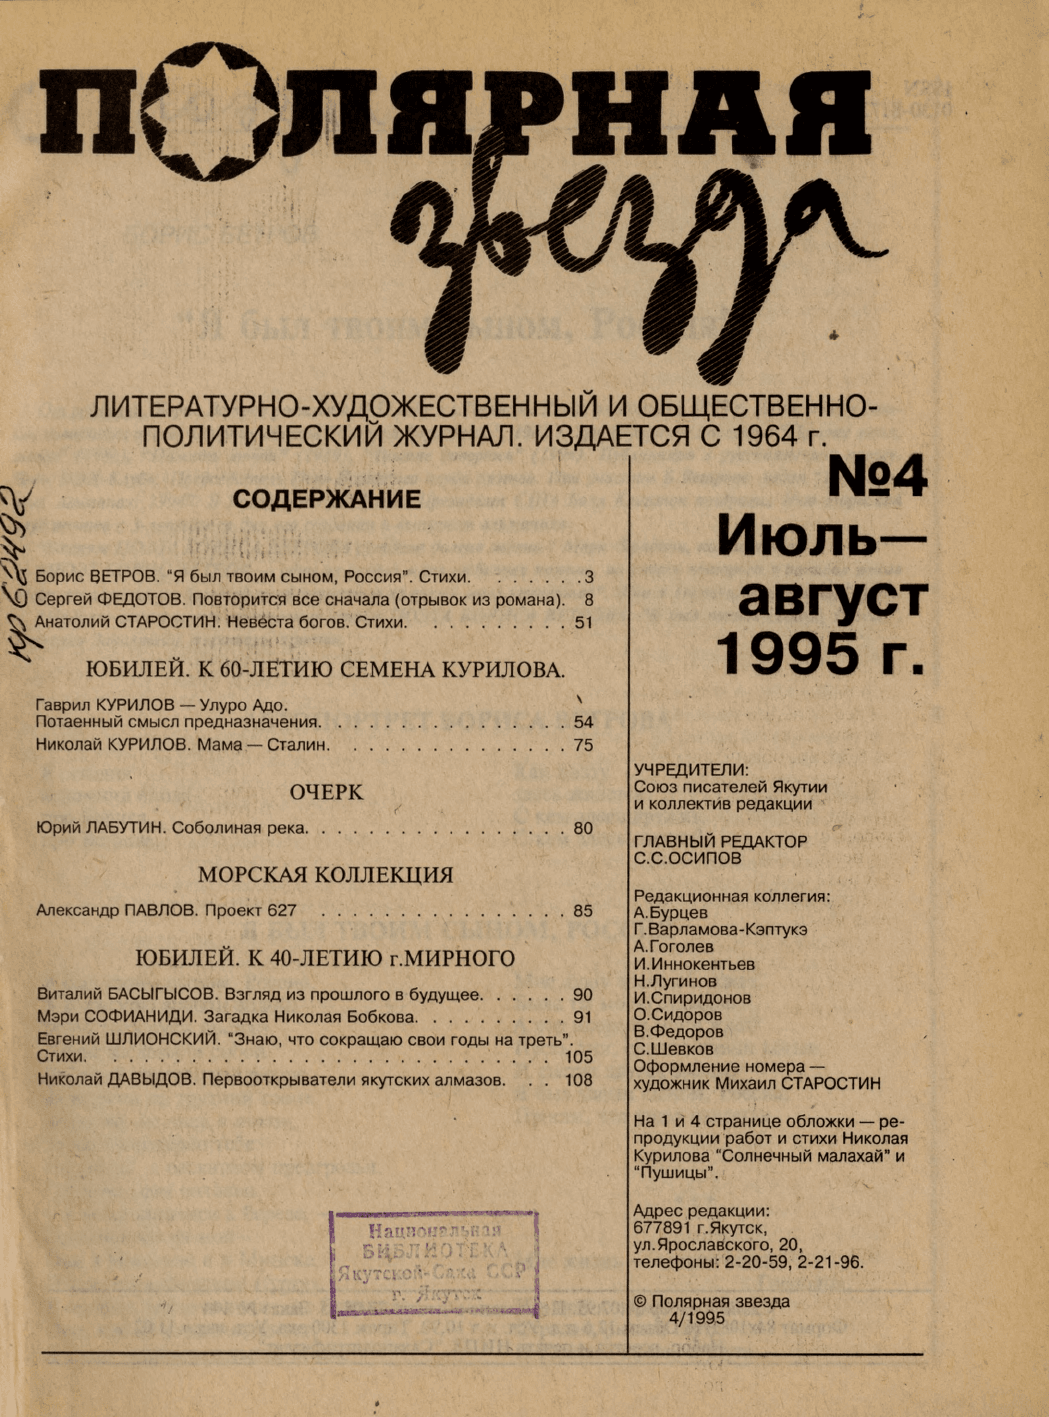 ПОЛЯРНАЯ
звезда
ЛИТЕРАТУРНО-ХУДОЖЕСТВЕННЫЙ И ОБЩЕСТВЕННО-
ПОЛИТИЧЕСКИЙ ЖУРНАЛ. ИЗДАЕТСЯ С 1964 г.
СОДЕРЖАНИЕ
Борис ВЕТРОВ. “Я был твоим сыном, Россия”. Стихи. . . . . . . 3
Сергей ФЕДОТОВ. Повторится все сначала (отрывок из романа). 8
Анатолий СТАРОСТИН. Невеста богов. Стихи. . . . . . . . . . 51
ЮБИЛЕЙ. К 60-ЛЕТИЮ СЕМЕНА КУРИЛОВА.
Гаврил КУРИЛОВ — Улуро Адо.
Потаенный смысл предназначения. . . . . . . . . . . . . . . 54
Николай КУРИЛОВ. Мама — Сталин. . . . . . . . . . . . . . . 75
ОЧЕРК
Юрий ЛАБУТИН. Соболиная река. . . . . . . . . . . . . . . . 80
МОРСКАЯ КОЛЛЕКЦИЯ
Александр ПАВЛОВ. Проект 627 . . . . . . . . . . . . . . . 85
ЮБИЛЕЙ. К 40-ЛЕТИЮ г.МИРНОГО
Виталий БАСЫГЫСОВ. Взгляд из прошлого в будущее. . . . . . 90
Мэри СОФИАНИДИ. Загадка Николая Бобкова. . . . . . . . . . 91
Евгений ШЛИОНСКИЙ. “Знаю, что сокращаю свои годы на треть”.
Стихи. . . . . . . . . . . . . . . . . . . . . . . . . . . 105
Николай ДАВЫДОВ. Первооткрыватели якутских алмазов. . . 108
№4
Июль—
август
1995 г.
УЧРЕДИТЕЛИ:
Союз писателей Якутии
и коллектив редакции
ГЛАВНЫЙ РЕДАКТОР
С.С.ОСИПОВ
Редакционная коллегия:
А.Бурцев
Г.Варламова-Кэптукэ
А.Гоголев
И.Иннокентьев
Н.Лугинов
И.Спиридонов
О.Сидоров
В.Федоров
С.Шевков
Оформление номера —
художник Михаил СТАРОСТИН
На 1 и 4 странице обложки — ре-
продукции работ и стихи Николая
Курилова “Солнечный малахай” и
“Пушицы”.
Адрес редакции:
677891 г.Якутск,
ул.Ярославского, 20,
телефоны: 2-20-59, 2-21-96.
© Полярная звезда
4/1995
Национальная
БИБЛИОТЕКА
Якутской-Саха ССР
г. Якутск